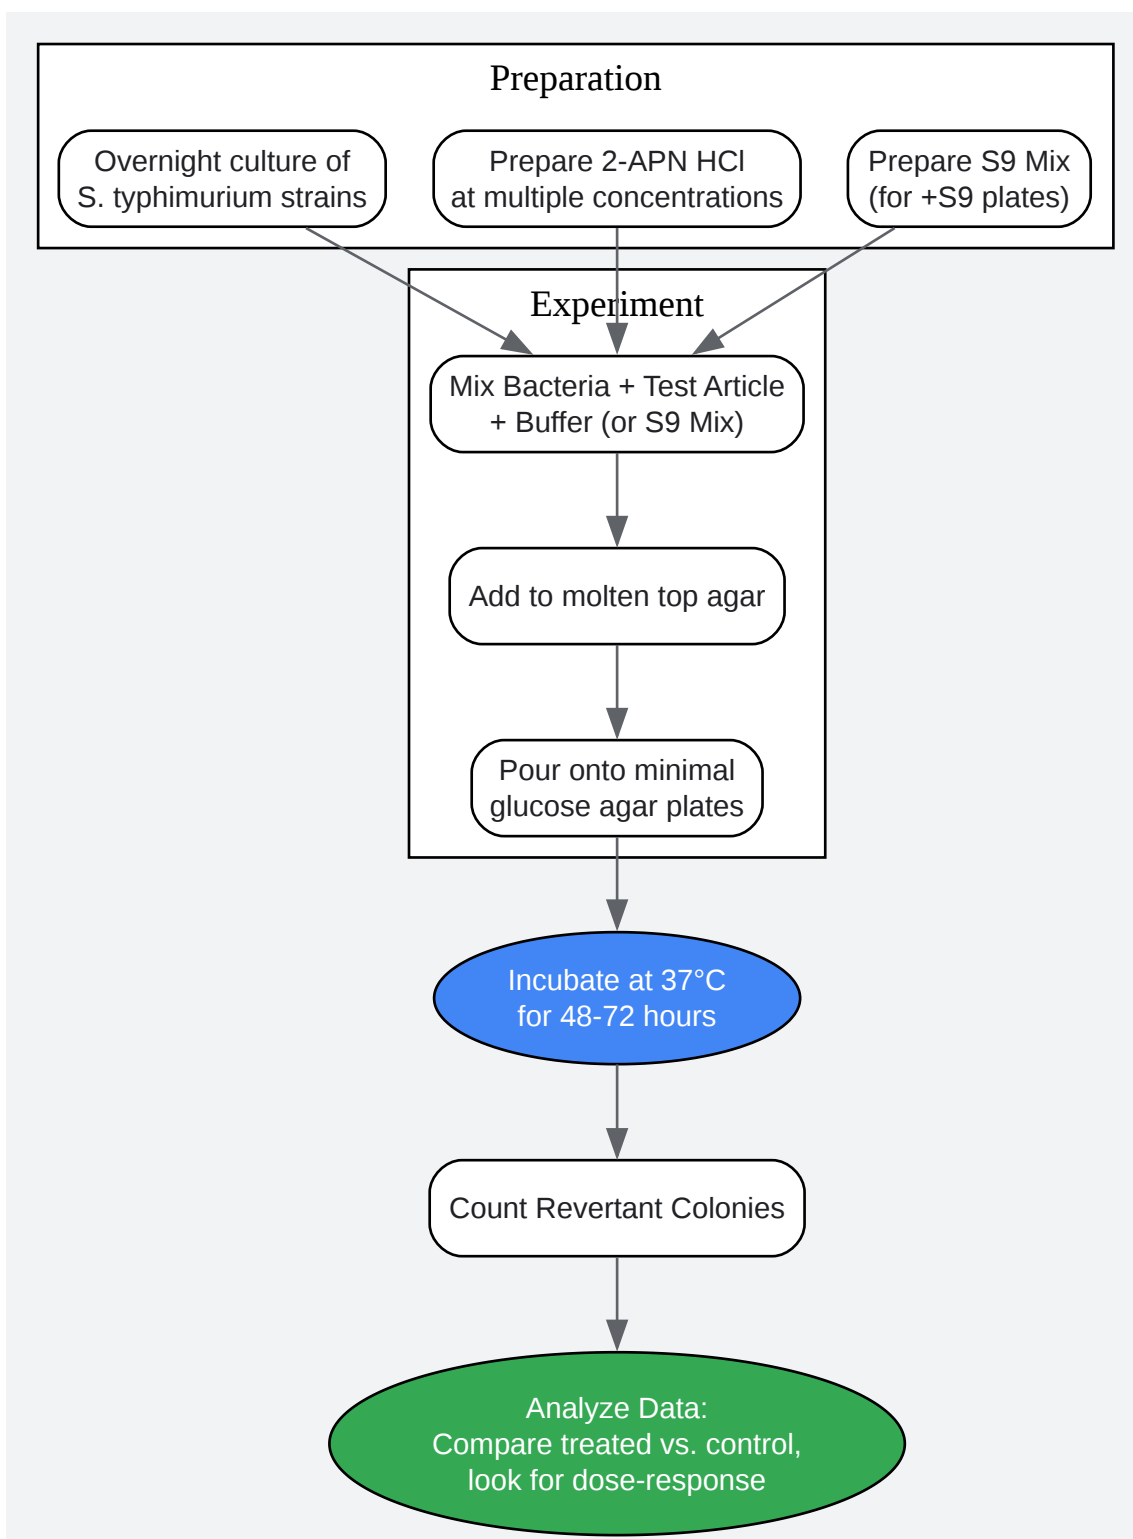 Preparation
Overnight culture of
S. typhimurium strains
Prepare 2-APN HCl
at multiple concentrations
Prepare S9 Mix
(for +S9 plates)
Experiment
Mix Bacteria + Test Article
+ Buffer (or S9 Mix)
Add to molten top agar
Pour onto minimal
glucose agar plates
Incubate at 37°C
for 48-72 hours
Count Revertant Colonies
Analyze Data:
Compare treated vs. control,
look for dose-response